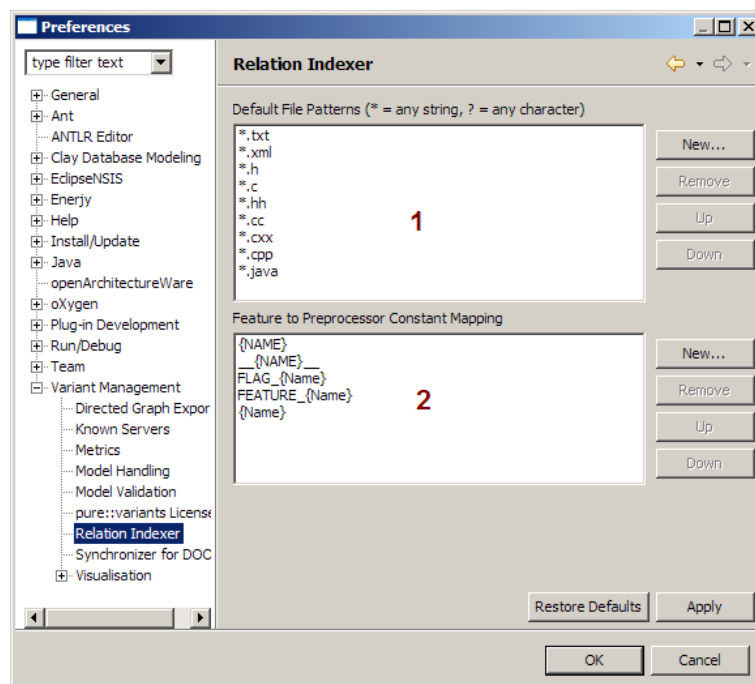 Preferences
type filter text
General
Ant
ANTLR Editor
Clay Database Modeling
EclipseNSIS
Enerjy
Help
Install/Update
Java
openArchitectureWare
oXygen
Plug-in Development
Run/Debug
Team
Variant Management
Directed Graph Expor
Known Servers
Metrics
Model Handling
Model Validation
pure::variants License
Relation Indexer
Synchronizer for DOO
Visualisation
Relation Indexer
Default File Patterns (* = any string, ? = any character)
*.txt
*.xml
*.h
*.c
*.hh
*.cc
*.cxx
*.cpp
*.java
1
New...
Remove
Up
Down
Feature to Preprocessor Constant Mapping
{NAME}
__{NAME}__
FLAG_{Name}
FEATURE_{Name}
{Name}
2
New...
Remove
Up
Down
Restore Defaults
Apply
OK
Cancel